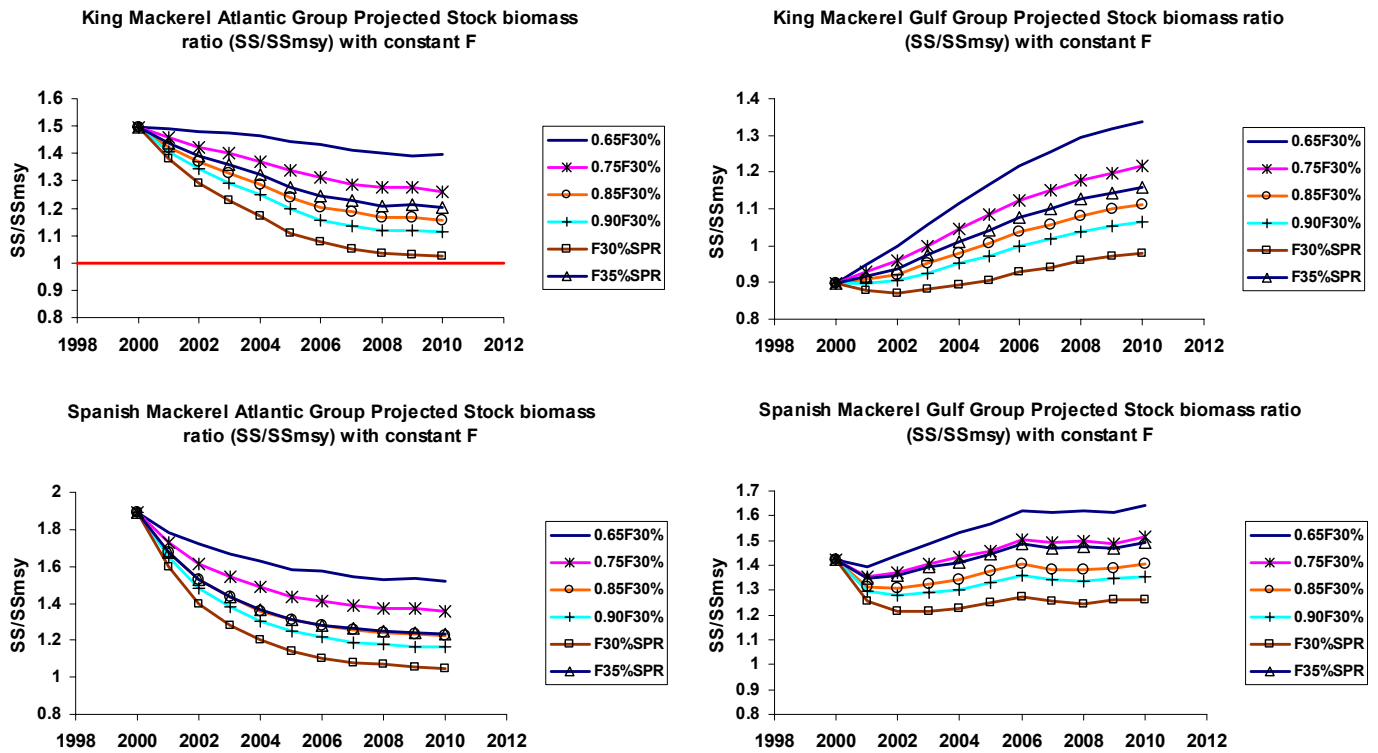 King Mackerel Atlantic Group Projected Stock biomass
ratio (SS/SSmsy) with constant F
SS/SSmsy
1.6
1.5
1.4
1.3
1.2
1.1
1
0.9
0.8
1998 2000 2002 2004 2006 2008 2010 2012
0.65F30%
0.75F30%
0.85F30%
0.90F30%
F30%SPR
F35%SPR
King Mackerel Gulf Group Projected Stock biomass ratio
(SS/SSmsy) with constant F
SS/SSmsy
1.4
1.3
1.2
1.1
1
0.9
0.8
1998 2000 2002 2004 2006 2008 2010 2012
0.65F30%
0.75F30%
0.85F30%
0.90F30%
F30%SPR
F35%SPR
Spanish Mackerel Atlantic Group Projected Stock biomass
ratio (SS/SSmsy) with constant F
SS/SSmsy
2
1.8
1.6
1.4
1.2
1
0.8
1998 2000 2002 2004 2006 2008 2010 2012
0.65F30%
0.75F30%
0.85F30%
0.90F30%
F30%SPR
F35%SPR
Spanish Mackerel Gulf Group Projected Stock biomass ratio
(SS/SSmsy) with constant F
SS/SSmsy
1.7
1.6
1.5
1.4
1.3
1.2
1.1
1
0.9
0.8
1998 2000 2002 2004 2006 2008 2010 2012
0.65F30%
0.75F30%
0.85F30%
0.90F30%
F30%SPR
F35%SPR